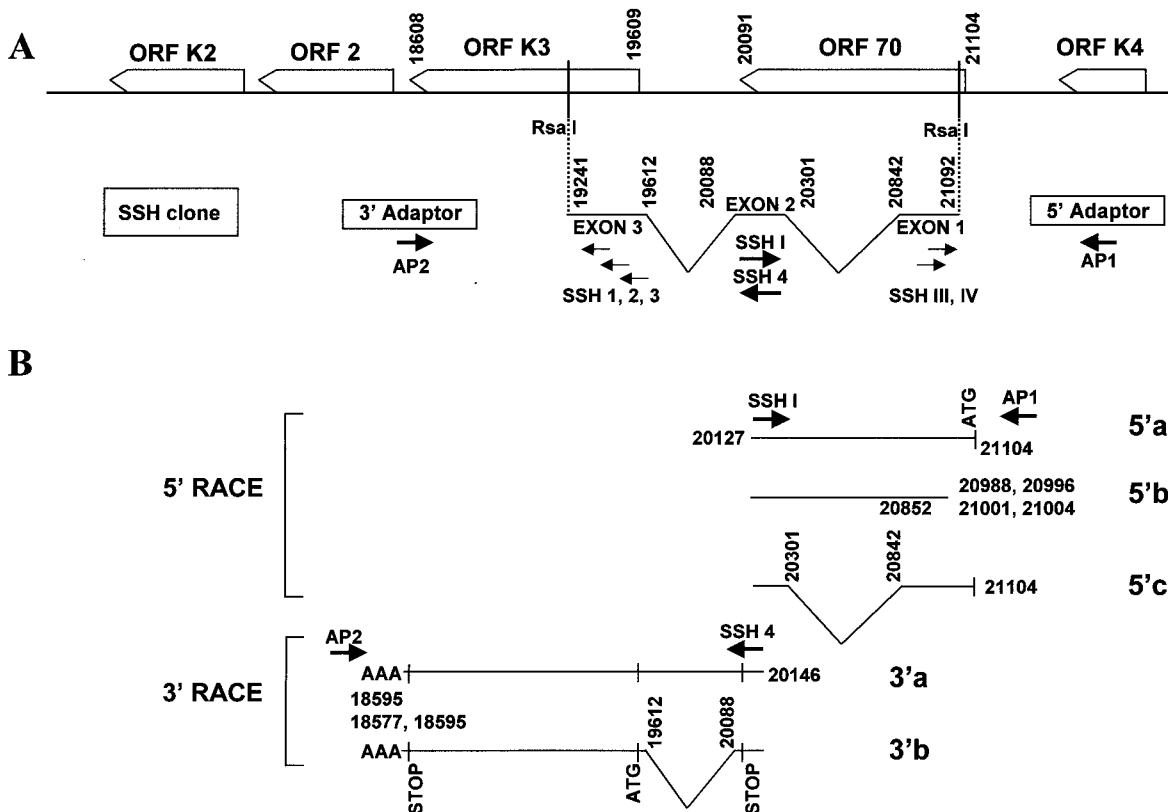 A
ORF K2
ORF 2
18608
ORF K3
19609
20091
ORF 70
21104
ORF K4
Rsa I
Rsa I
19241
19612
20088
20301
20842
21092
SSH clone
3' Adaptor
AP2
EXON 3
EXON 2
EXON 1
5' Adaptor
AP1
SSH I
SSH 4
SSH 1, 2, 3
SSH III, IV
B
5' RACE
SSH I
ATG
AP1
20127
21104
5'a
20852
20988, 20996
21001, 21004
5'b
20301
20842
21104
5'c
3' RACE
AP2
SSH 4
AAA
20146
3'a
18595
18577, 18595
19612
20088
AAA
3'b
STOP
ATG
STOP